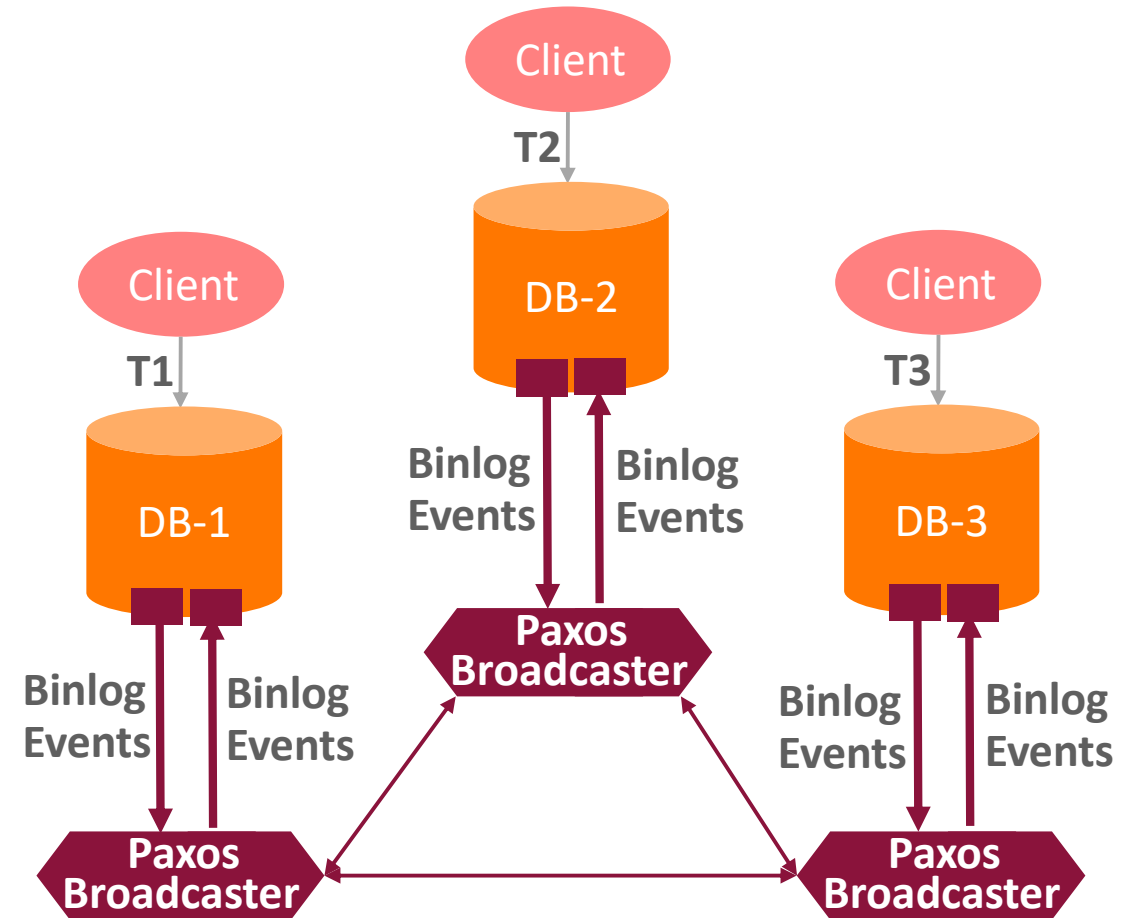 Client
T2
DB-2
Client
T1
DB-1
Client
T3
DB-3
Binlog
Events
Binlog
Events
Paxos
Broadcaster
Binlog
Events
Binlog
Events
Binlog
Events
Binlog
Events
Paxos
Broadcaster
Paxos
Broadcaster